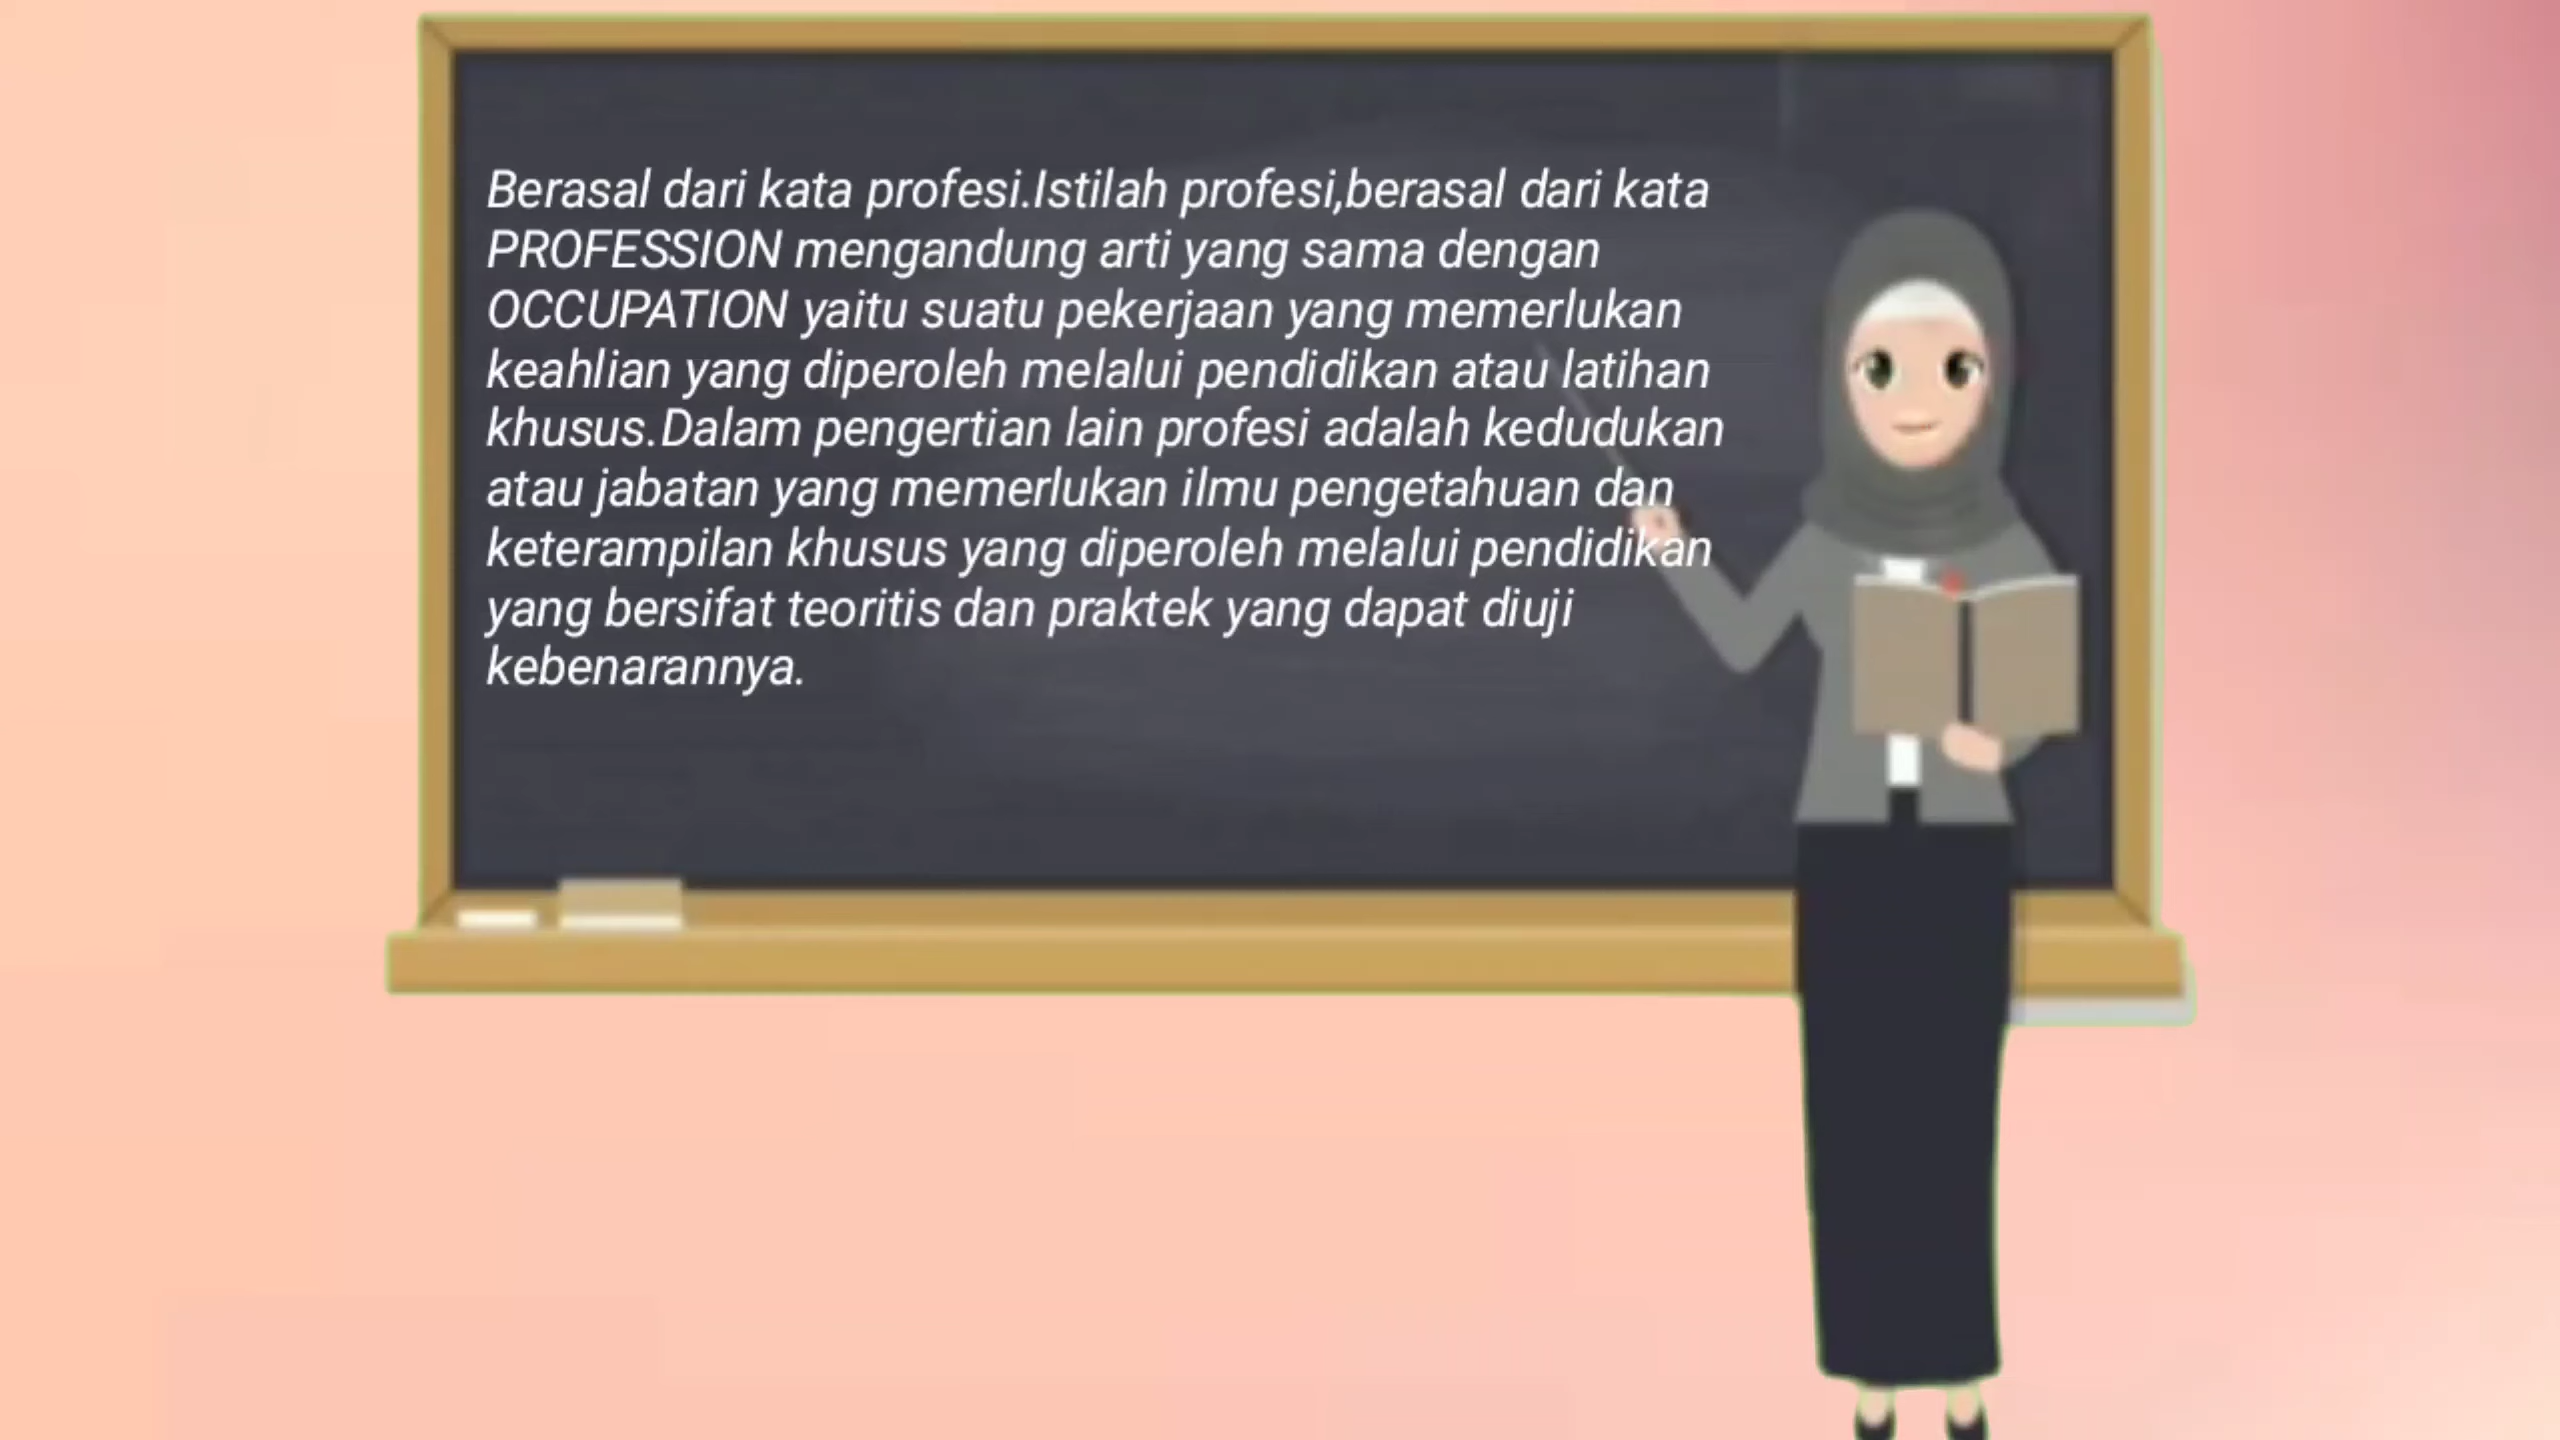 Berasal dari kata profesi.Istilah profesi,berasal dari kata
PROFESSION mengandung arti yang sama dengan
OCCUPATION yaitu suatu pekerjaan yang memerlukan
keahlian yang diperoleh melalui pendidikan atau latihan
khusus.Dalam pengertian lain profesi adalah kedudukan
atau jabatan yang memerlukan ilmu pengetahuan dan
keterampilan khusus yang diperoleh melalui pendidikan
yang bersifat teoritis dan praktek yang dapat diuji
kebenarannya.